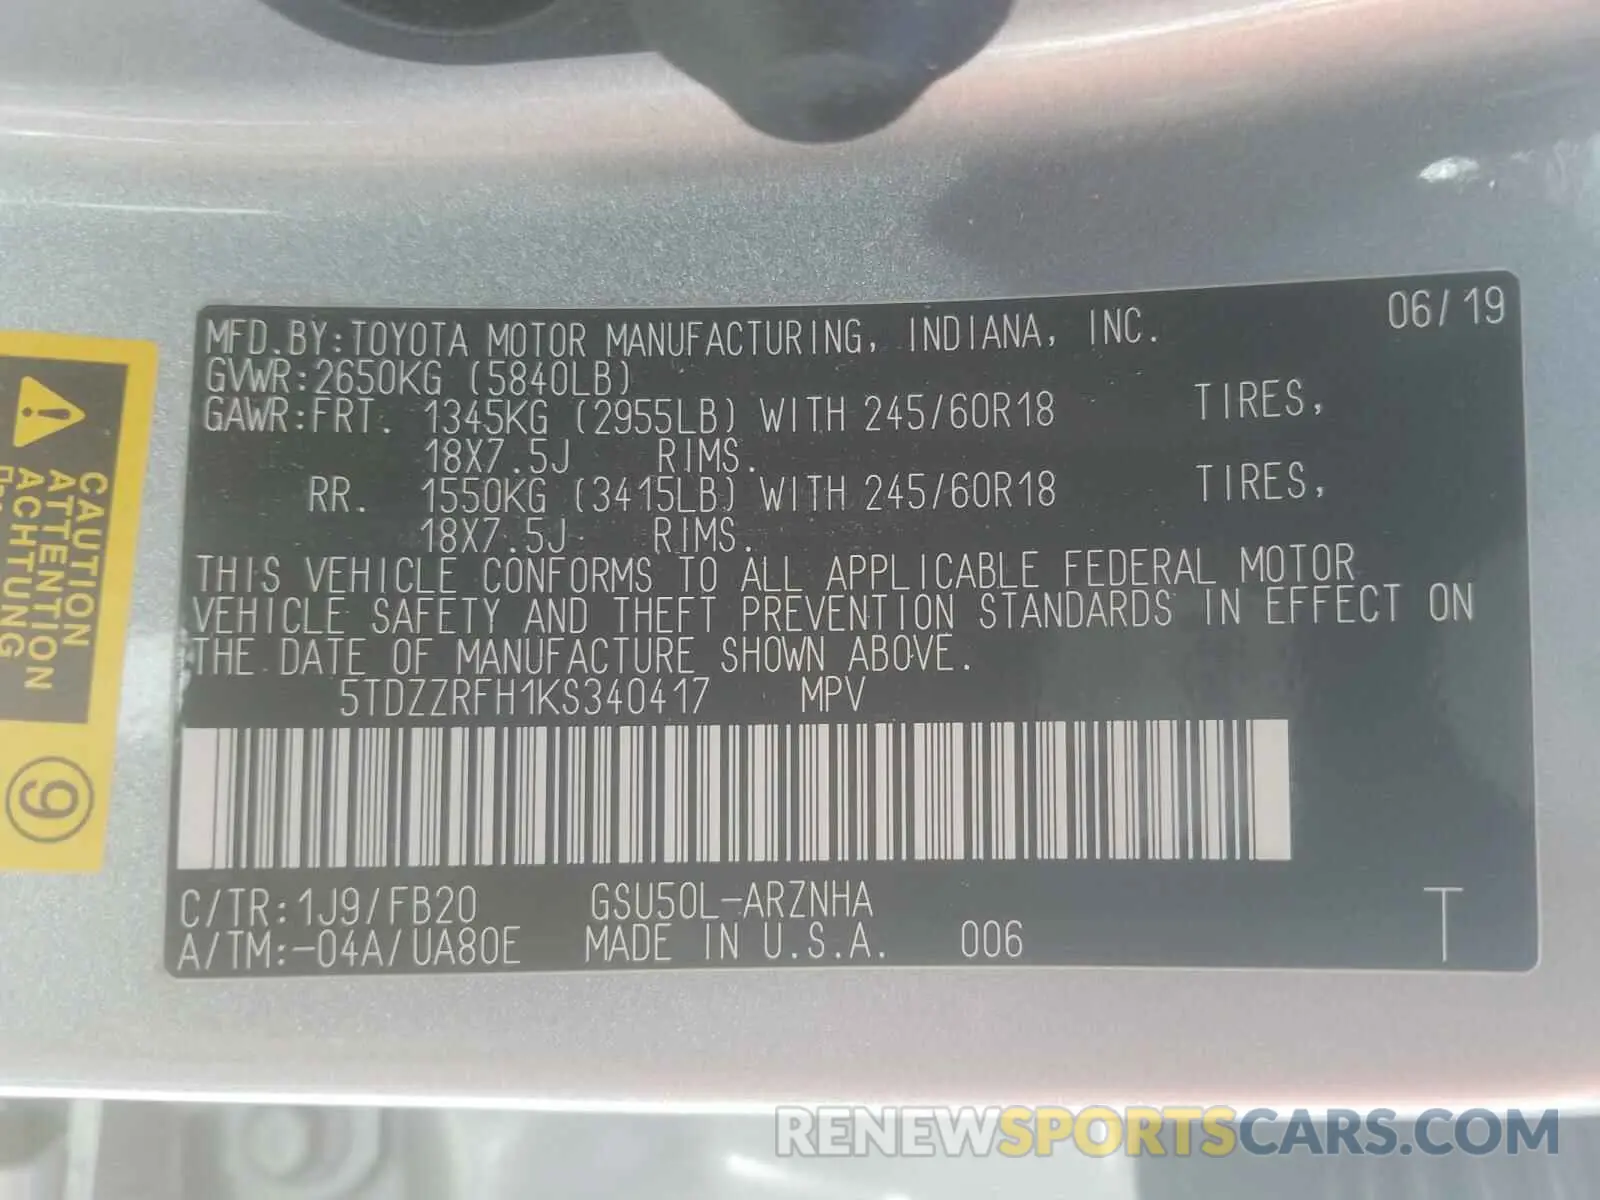 MFD.BY:TOYOTA MOTOR MANUFACTURING, INDIANA, INC. 06/19
GVWR:2650KG (5840LB)
GAWR:FRT. 1345KG (2955LB) WITH 245/60R18 TIRES,
18X7.5J RIMS.
RR. 1550KG (3415LB) WITH 245/60R18 TIRES,
18X7.5J RIMS.
THIS VEHICLE CONFORMS TO ALL APPLICABLE FEDERAL MOTOR
VEHICLE SAFETY AND THEFT PREVENTION STANDARDS IN EFFECT ON
THE DATE OF MANUFACTURE SHOWN ABOVE.
5TDZZRFH1KS340417 MPV
C/TR:1J9/FB20 GSU50L-ARZNHA
A/TM:-04A/UA80E MADE IN U.S.A. 006 T
CAUTION
ATTENTION
ACHTUNG
9
RENEWSPORTSCARS.COM